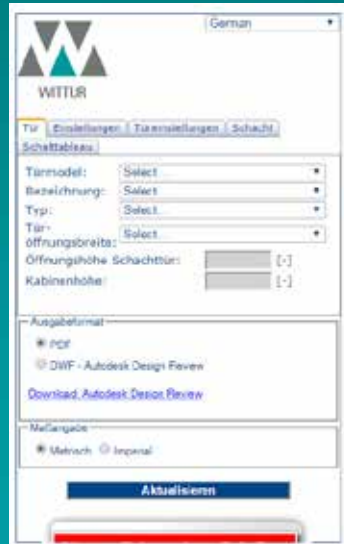 German
WITTUR
Tür Einstellungen Türeinstellungen Schacht
Schalttableau
Türmodel: Select...
Bezeichnung: Select
Typ: Select
Tür-
öffnungsbreite: Select...
Öffnungshöhe Schachttür: [-]
Kabinenhöhe: [-]
Ausgabeformat
PDF
DWF - Autodesk Design Review
Download Autodesk Design Review
Maßangabe
Metrisch Imperial
Aktualisieren